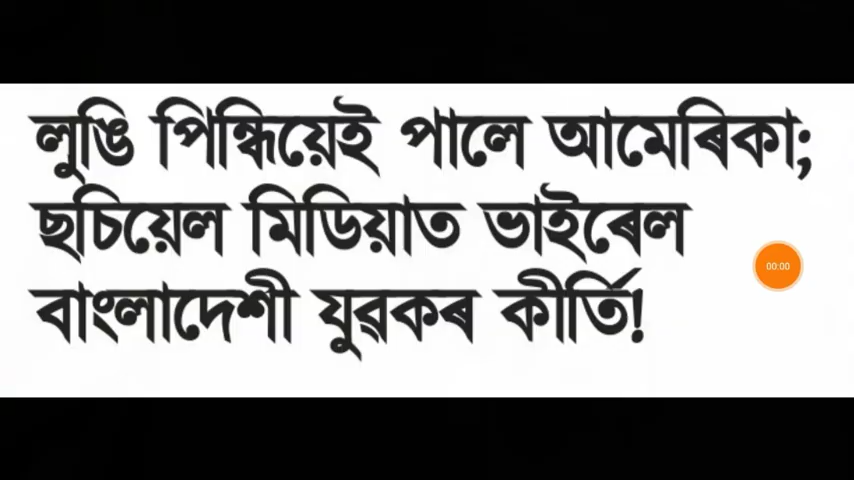 লুঙি পিন্ধিয়েই পালে আমেৰিকা;
ছচিয়েল মিডিয়াত ভাইৰেল
বাংলাদেশী যুৱকৰ কীৰ্তি!
00:00